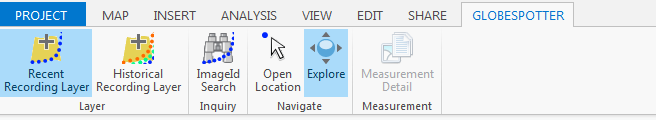 PROJECT MAP INSERT ANALYSIS VIEW EDIT SHARE GLOBESPOTTER
Recent Recording Layer
Historical Recording Layer
Layer
ImageId Search
Inquiry
Open Location
Explore
Navigate
Measurement Detail
Measurement